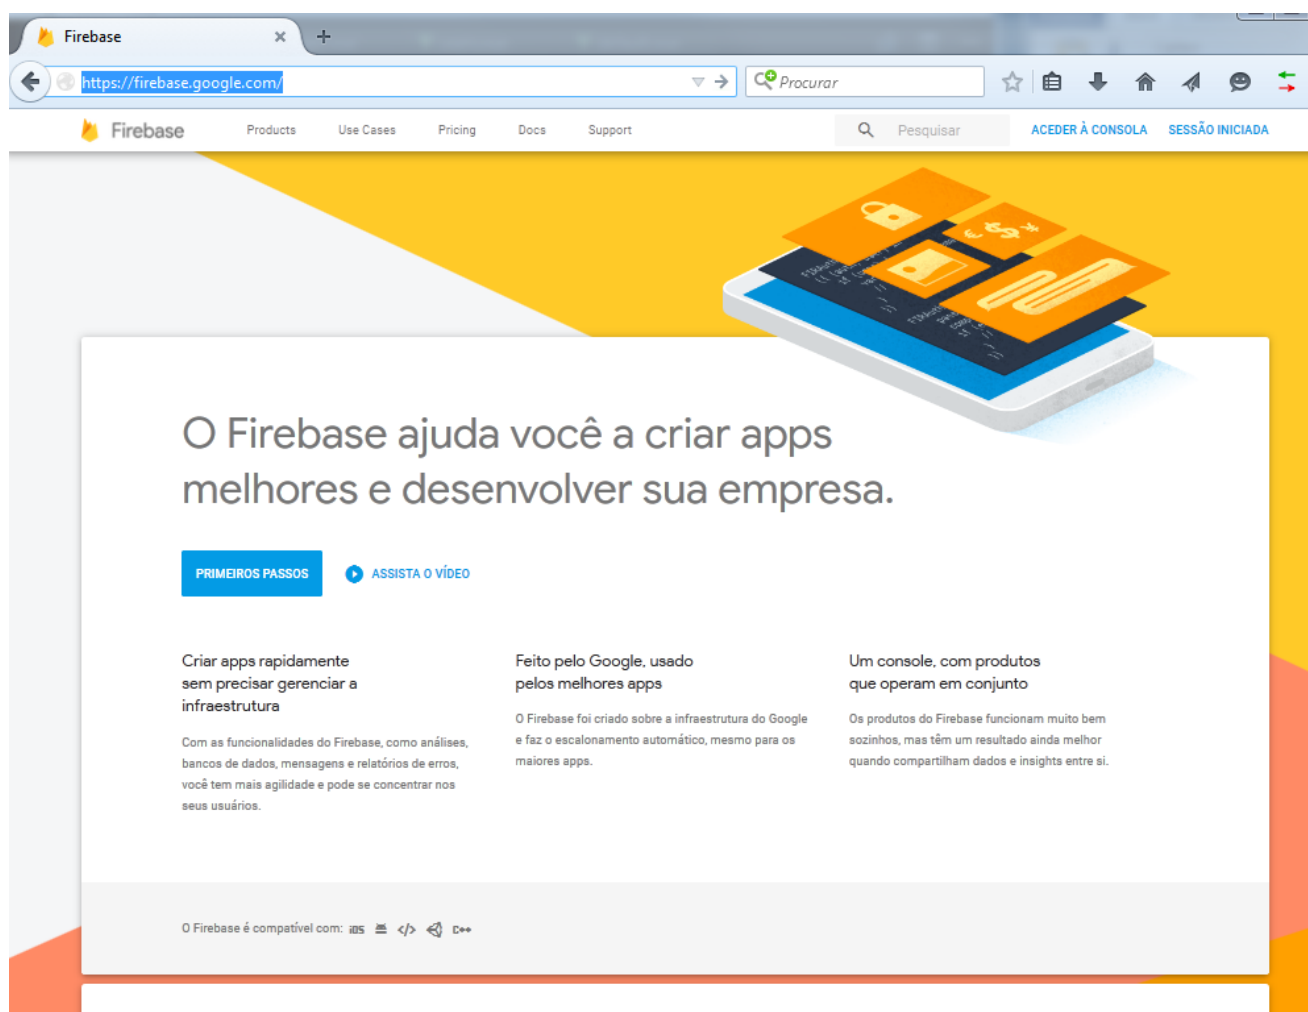 Firebase
https://firebase.google.com/
Procurar
Firebase Products Use Cases Pricing Docs Support Pesquisar ACEDER À CONSOLA SESSÃO INICIADA
O Firebase ajuda você a criar apps
melhores e desenvolver sua empresa.
PRIMEIROS PASSOS ASSISTA O VÍDEO
Criar apps rapidamente
sem precisar gerenciar a
infraestrutura
Com as funcionalidades do Firebase, como análises,
bancos de dados, mensagens e relatórios de erros,
você tem mais agilidade e pode se concentrar nos
seus usuários.
Feito pelo Google, usado
pelos melhores apps
O Firebase foi criado sobre a infraestrutura do Google
e faz o escalonamento automático, mesmo para os
maiores apps.
Um console, com produtos
que operam em conjunto
Os produtos do Firebase funcionam muito bem
sozinhos, mas têm um resultado ainda melhor
quando compartilham dados e insights entre si.
O Firebase é compatível com: iOS </> C++